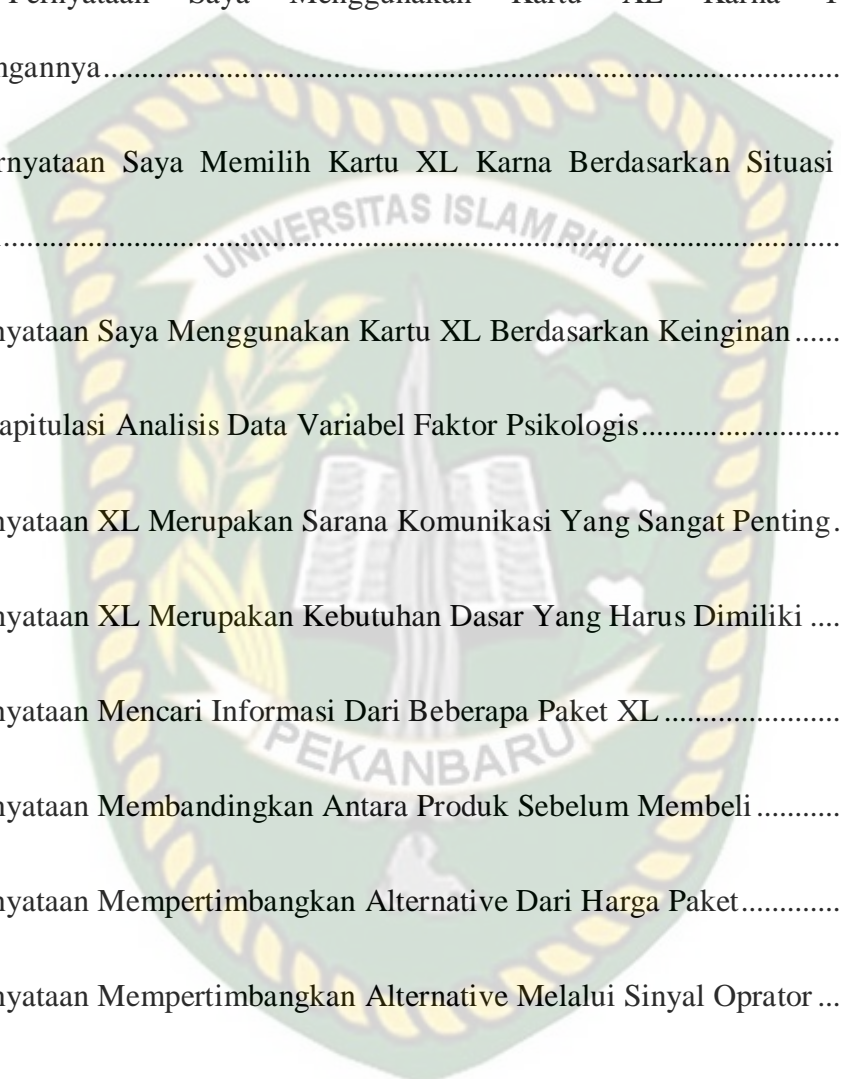 Saya Menggunakan Kartu XL Karna
ngannya
rnyataan Saya Memilih Kartu XL Karna Berdasarkan Situasi
UNIVERSITAS ISLAM RIAU
nyataan Saya Menggunakan Kartu XL Berdasarkan Keinginan ......
apitulasi Analisis Data Variabel Faktor Psikologis
nyataan XL Merupakan Sarana Komunikasi Yang Sangat Penting .
nyataan XL Merupakan Kebutuhan Dasar Yang Harus Dimiliki ....
nyataan Mencari Informasi Dari Beberapa Paket XL
PEKANBARU
nyataan Membandingkan Antara Produk Sebelum Membeli
nyataan Mempertimbangkan Alternative Dari Harga Paket
nyataan Mempertimbangkan Alternative Melalui Sinyal Oprator ...